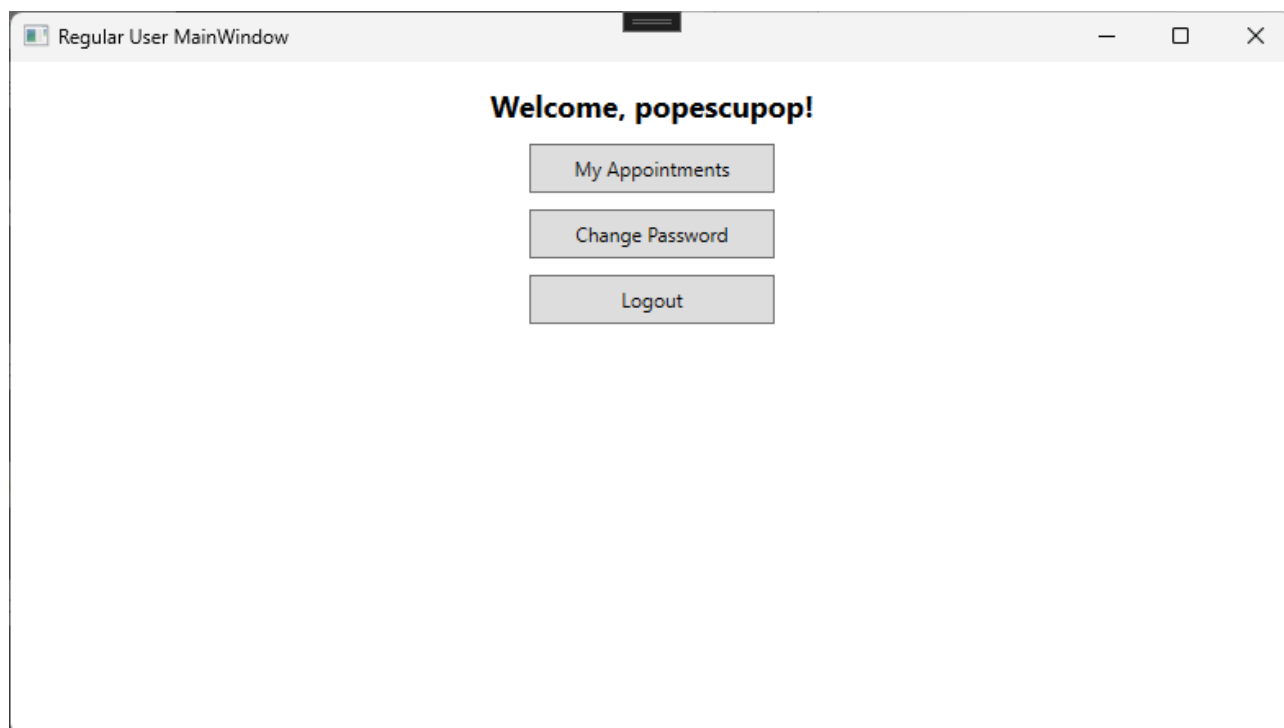 Regular User MainWindow
Welcome, popescupop!
My Appointments
Change Password
Logout